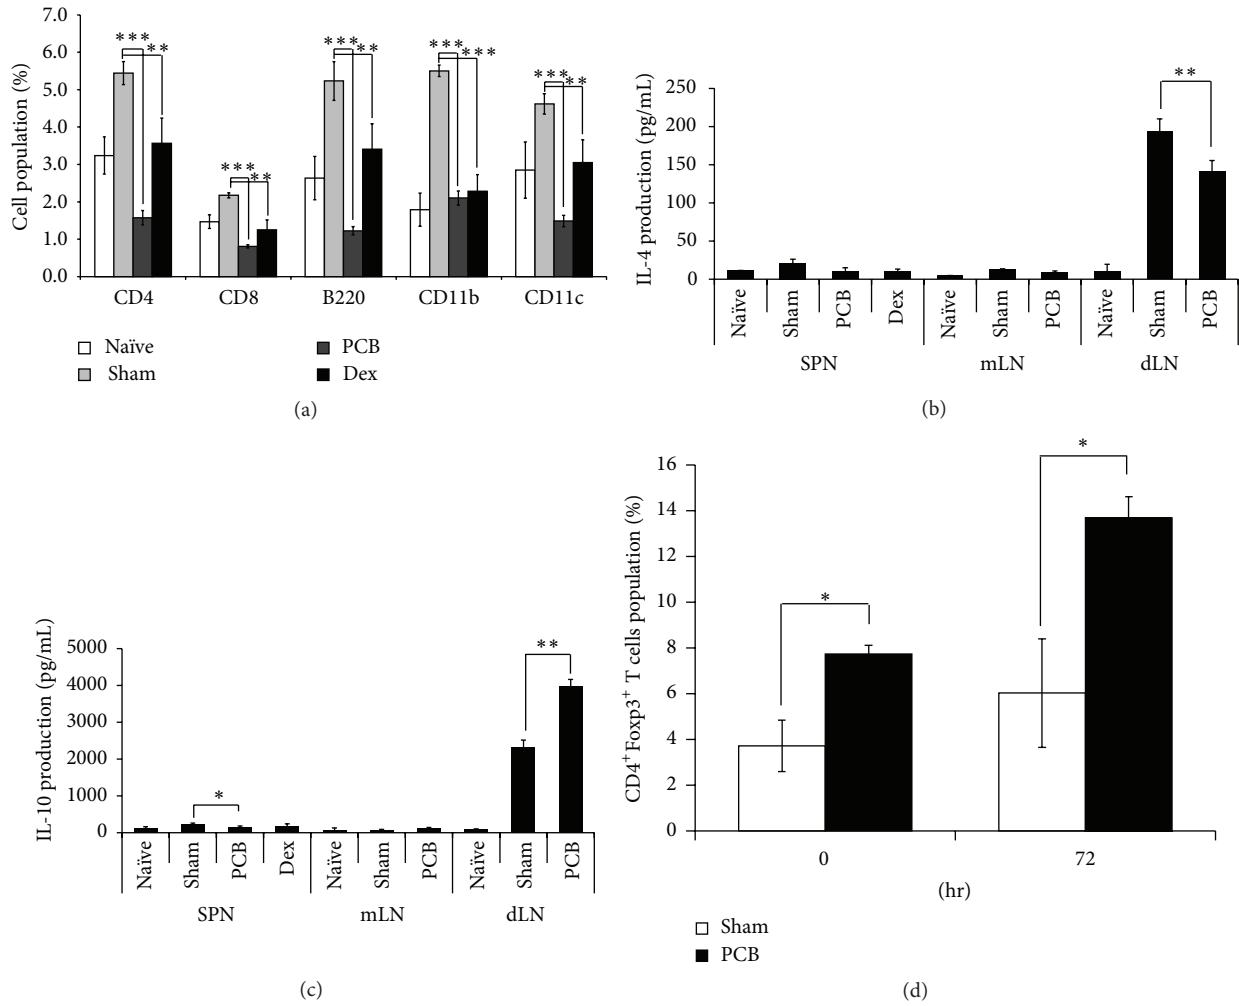 Cell population (%)
7.0
6.0
5.0
4.0
3.0
2.0
1.0
0.0
*** **
*** **
*** **
*** ***
*** **
CD4 CD8 B220 CD11b CD11c
Naïve PCB
Sham Dex
(a)
IL-4 production (pg/mL)
250
200
150
100
50
0
**
Naïve Sham PCB Dex Naïve Sham PCB Naïve Sham PCB
SPN mLN dLN
(b)
IL-10 production (pg/mL)
5000
4000
3000
2000
1000
0
*
**
Naïve Sham PCB Dex Naïve Sham PCB Naïve Sham PCB
SPN mLN dLN
(c)
CD4+Foxp3+ T cells population (%)
16
14
12
10
8
6
4
2
0
*
*
0 72
(hr)
Sham
PCB
(d)